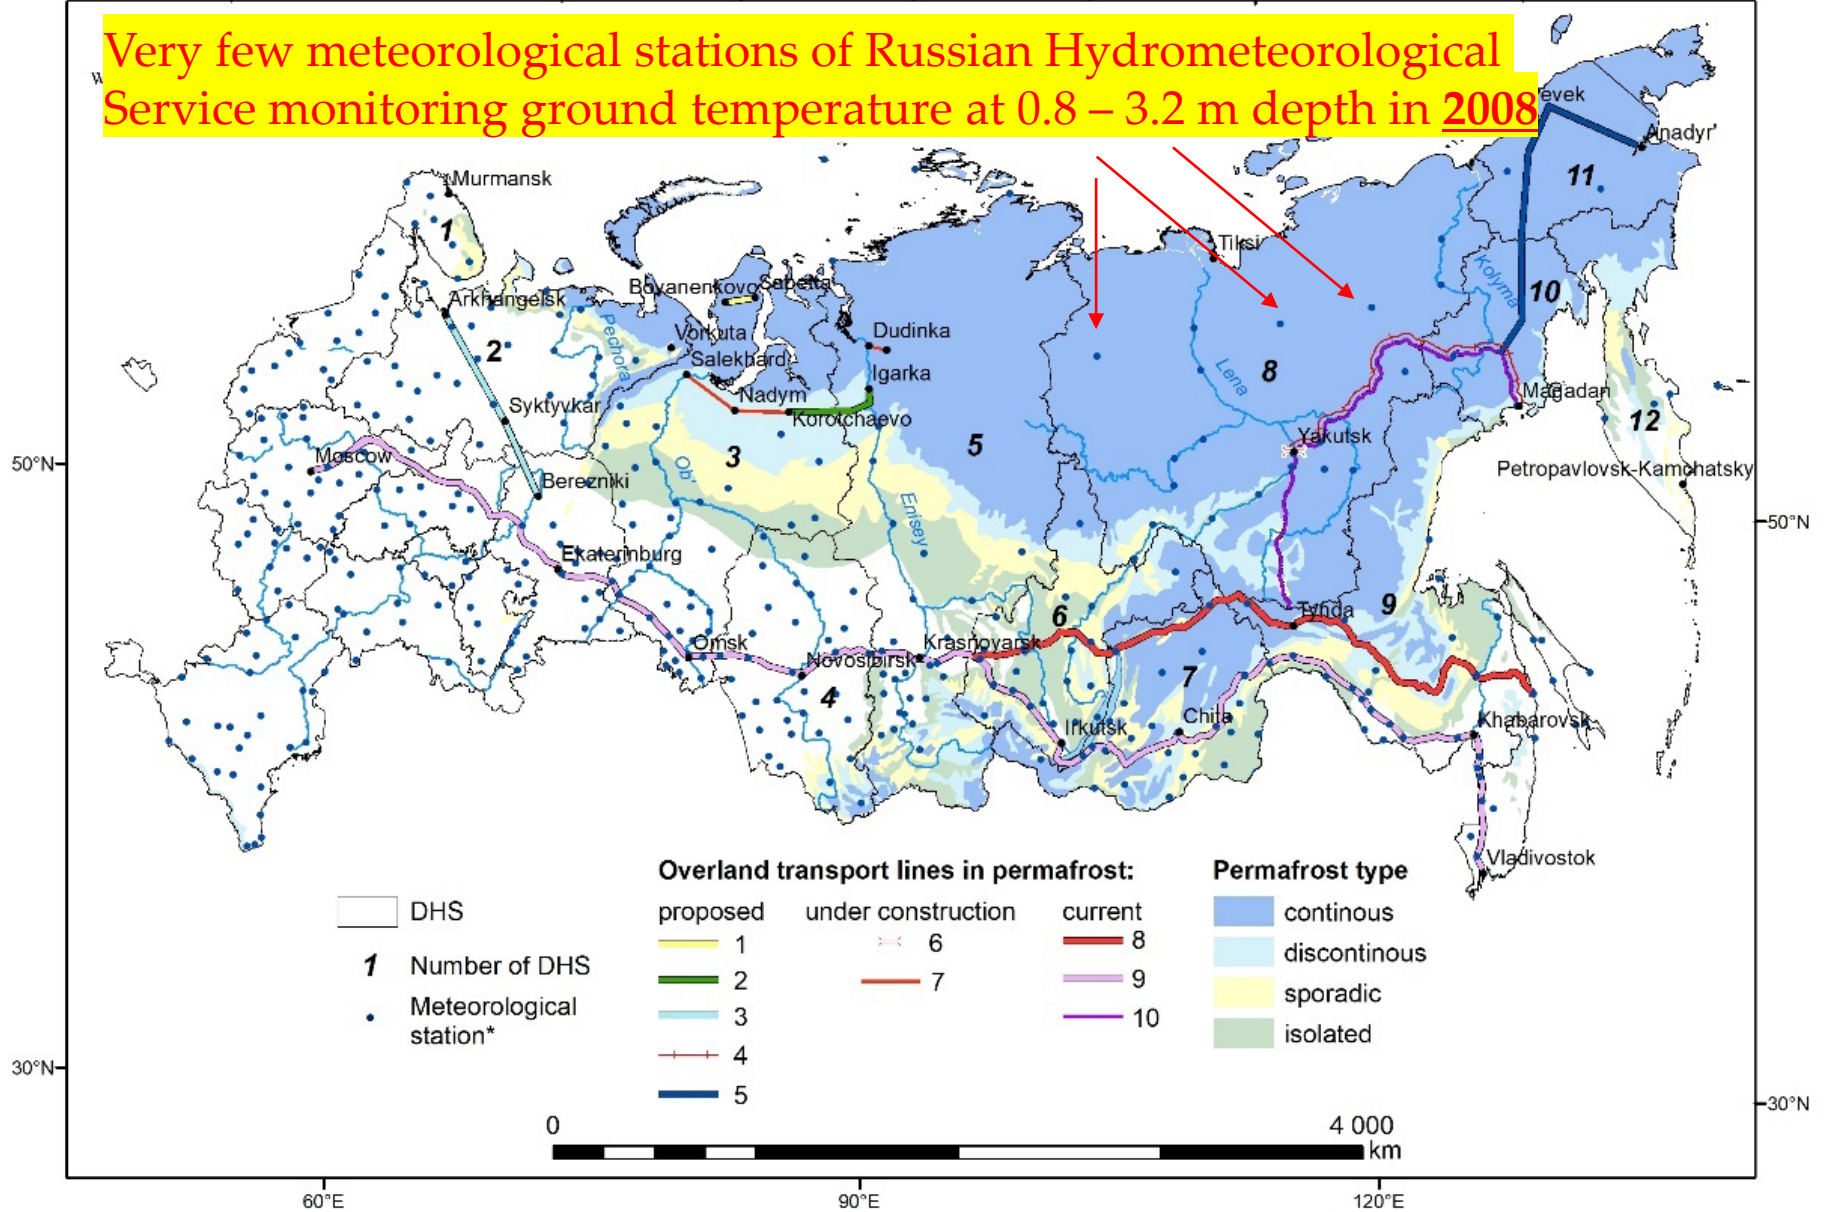 Very few meteorological stations of Russian Hydrometeorological
Service monitoring ground temperature at 0.8 – 3.2 m depth in 2008
evek
Anadyr'
11
Murmansk
1
Tiksi
Kolyma
10
Bovanenkovo
Sabetta
Arkhangelsk
2
Pechora
Vorkuta
Dudinka
Salekhard
Igarka
Nadym
Korotchaevo
Lena
8
Magadan
12
Syktyvkar
3
5
Yakutsk
50°N
Moscow
Ob'
Petropavlovsk-Kamchatsky
Berezniki
Enisey
50°N
Ekaterinburg
6
Tynda
9
Omsk
Novosibirsk
Krasnoyarsk
4
7
Irkutsk
Chita
Khabarovsk
Vladivostok
DHS
1 Number of DHS
Meteorological
station*
Overland transport lines in permafrost:
proposed
1
2
3
4
5
under construction
6
7
current
8
9
10
Permafrost type
continous
discontinous
sporadic
isolated
30°N
30°N
0 4 000
km
60°E 90°E 120°E